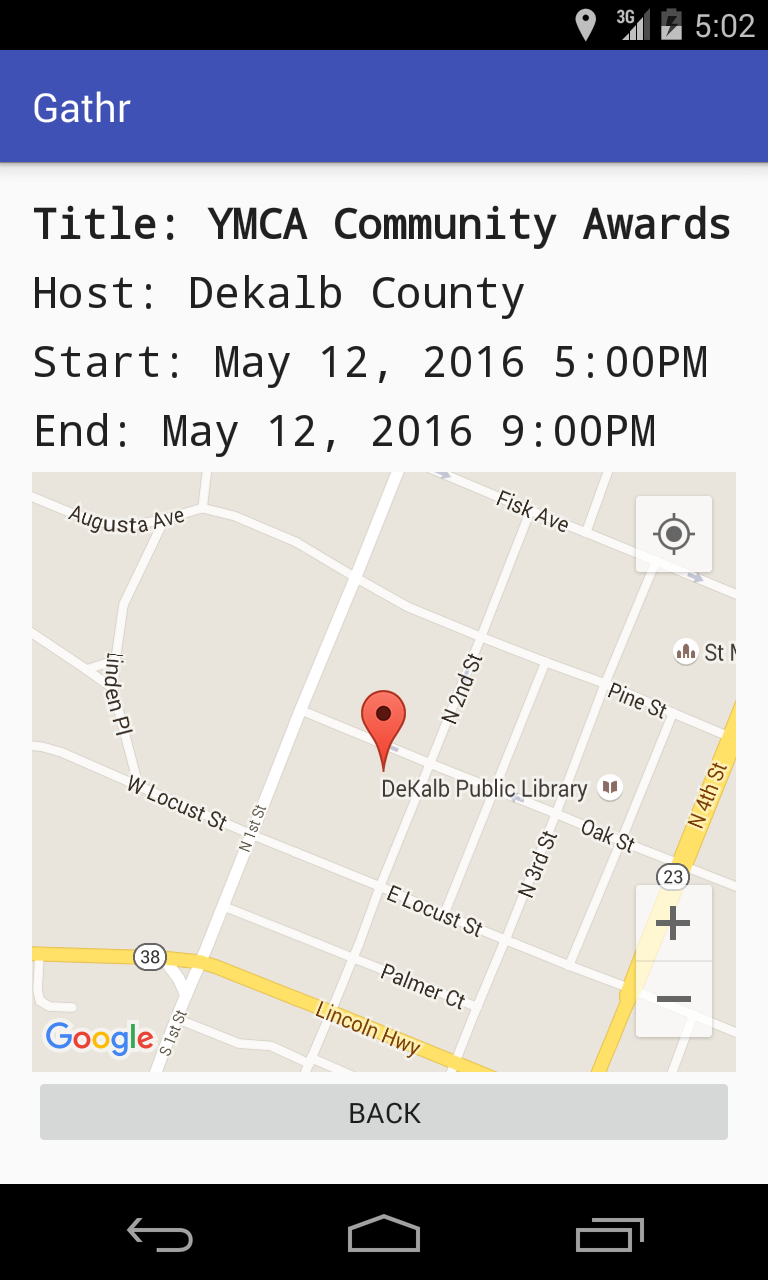 3G 5:02
Gathr
Title: YMCA Community Awards
Host: Dekalb County
Start: May 12, 2016 5:00PM
End: May 12, 2016 9:00PM
Fisk Ave
Augusta Ave
St M
Linden Pl
N 2nd St
Pine St
DeKalb Public Library
N 4th St
W Locust St
N 1st St
Oak St
N 3rd St
23
E Locust St
38
Palmer Ct
Lincoln Hwy
Google
S 1st St
BACK